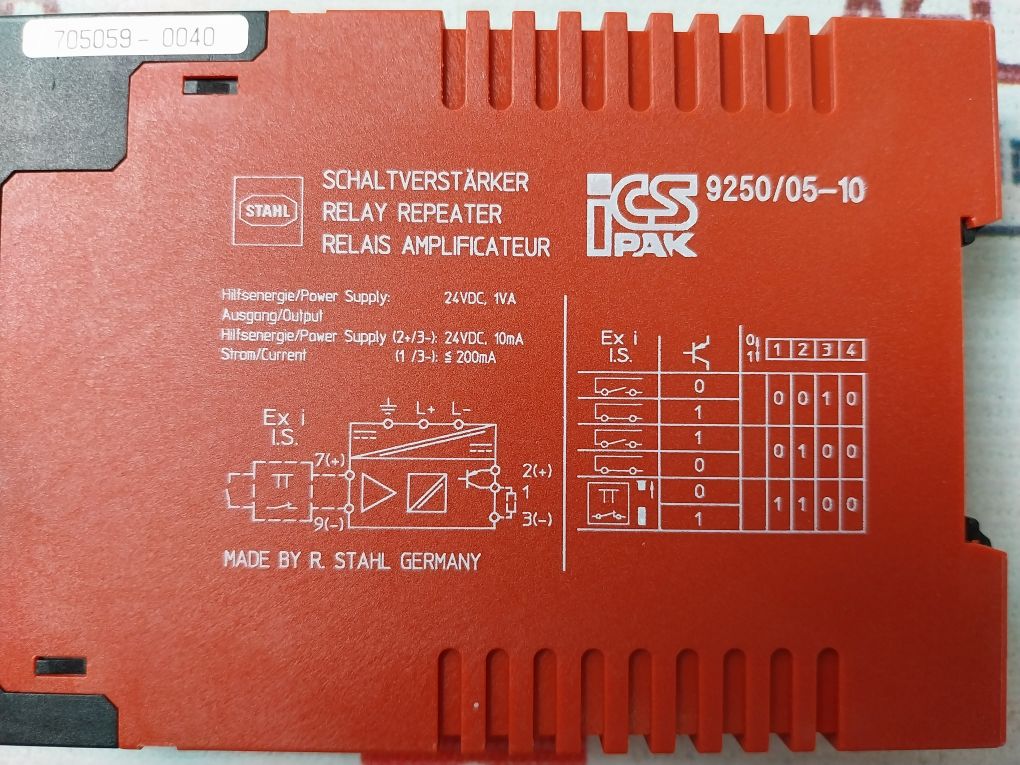 705059 - 0040
STAHL
SCHALTVERSTÄRKER
RELAY REPEATER
RELAIS AMPLIFICATEUR
iCS
PAK
9250/05-10
Hilfsenergie/Power Supply: 24VDC, 1VA
Ausgang/Output
Hilfsenergie/Power Supply (2+/3-): 24VDC, 10mA
Strom/Current (1 /3-): ≦ 200mA
Ex i
I.S.
L+ L-
7(+)
9(-)
2(+)
1
3(-)
MADE BY R. STAHL GERMANY
Ex i
I.S.
0
1
1 2 3 4
0
1
0 0 1 0
1
0
0 1 0 0
0
1
1 1 0 0